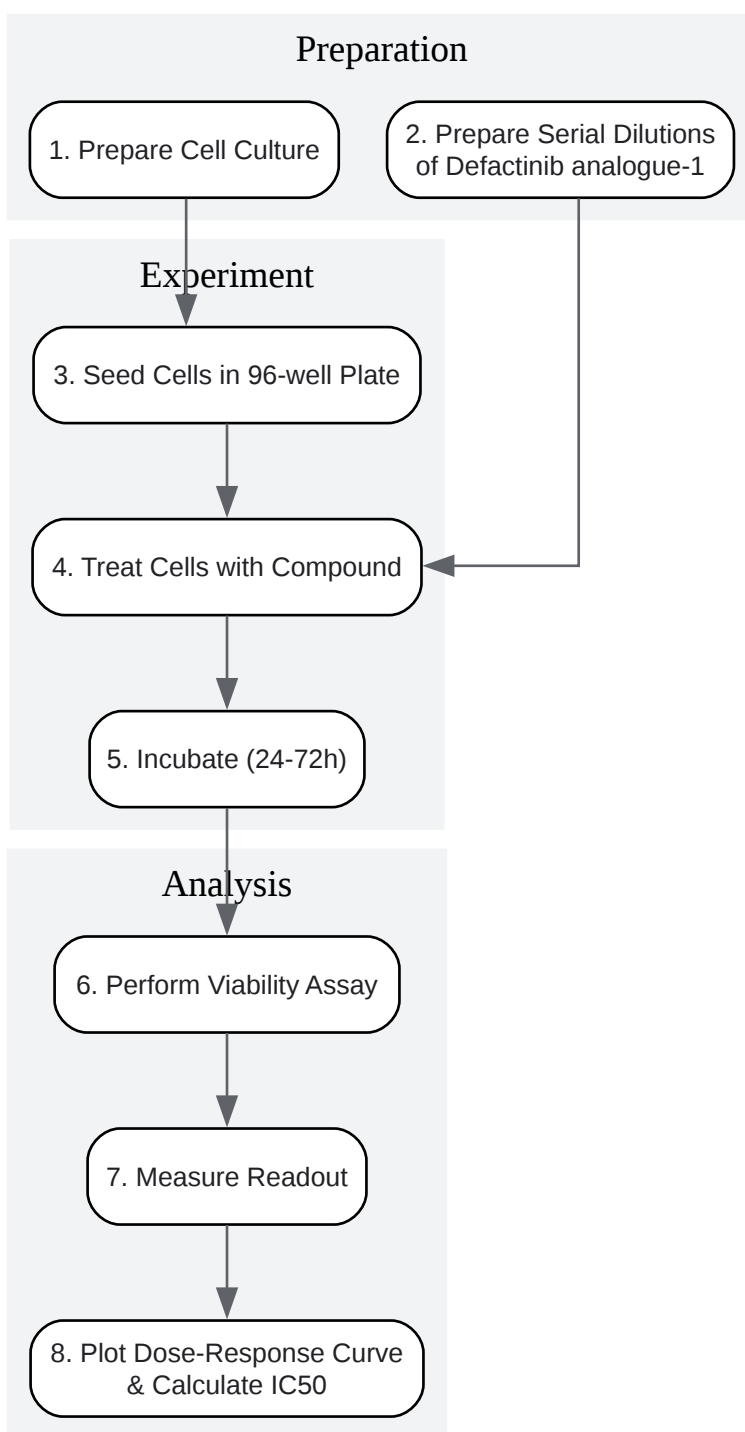 Preparation
1. Prepare Cell Culture
2. Prepare Serial Dilutions
of Defactinib analogue-1
Experiment
3. Seed Cells in 96-well Plate
4. Treat Cells with Compound
5. Incubate (24-72h)
Analysis
6. Perform Viability Assay
7. Measure Readout
8. Plot Dose-Response Curve
& Calculate IC50